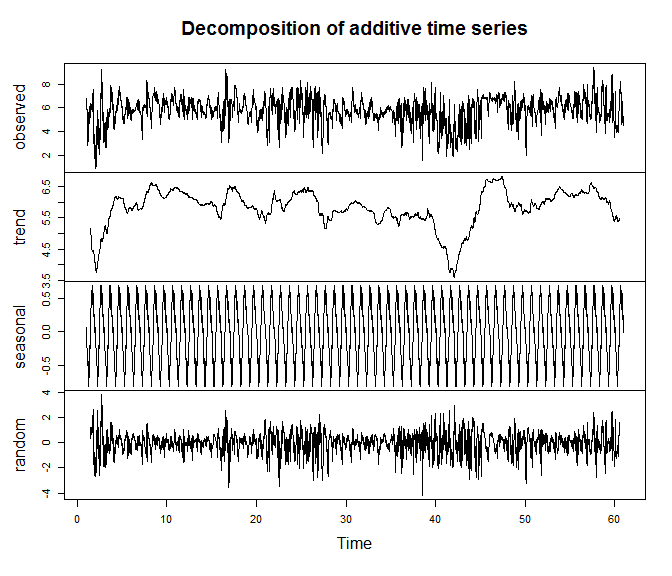 Decomposition of additive time series
observed
2 4 6 8
trend
3.5 4.5 5.5 6.5
seasonal
-0.5 0.0 0.5
random
-4 -2 0 2 4
0 10 20 30 40 50 60
Time